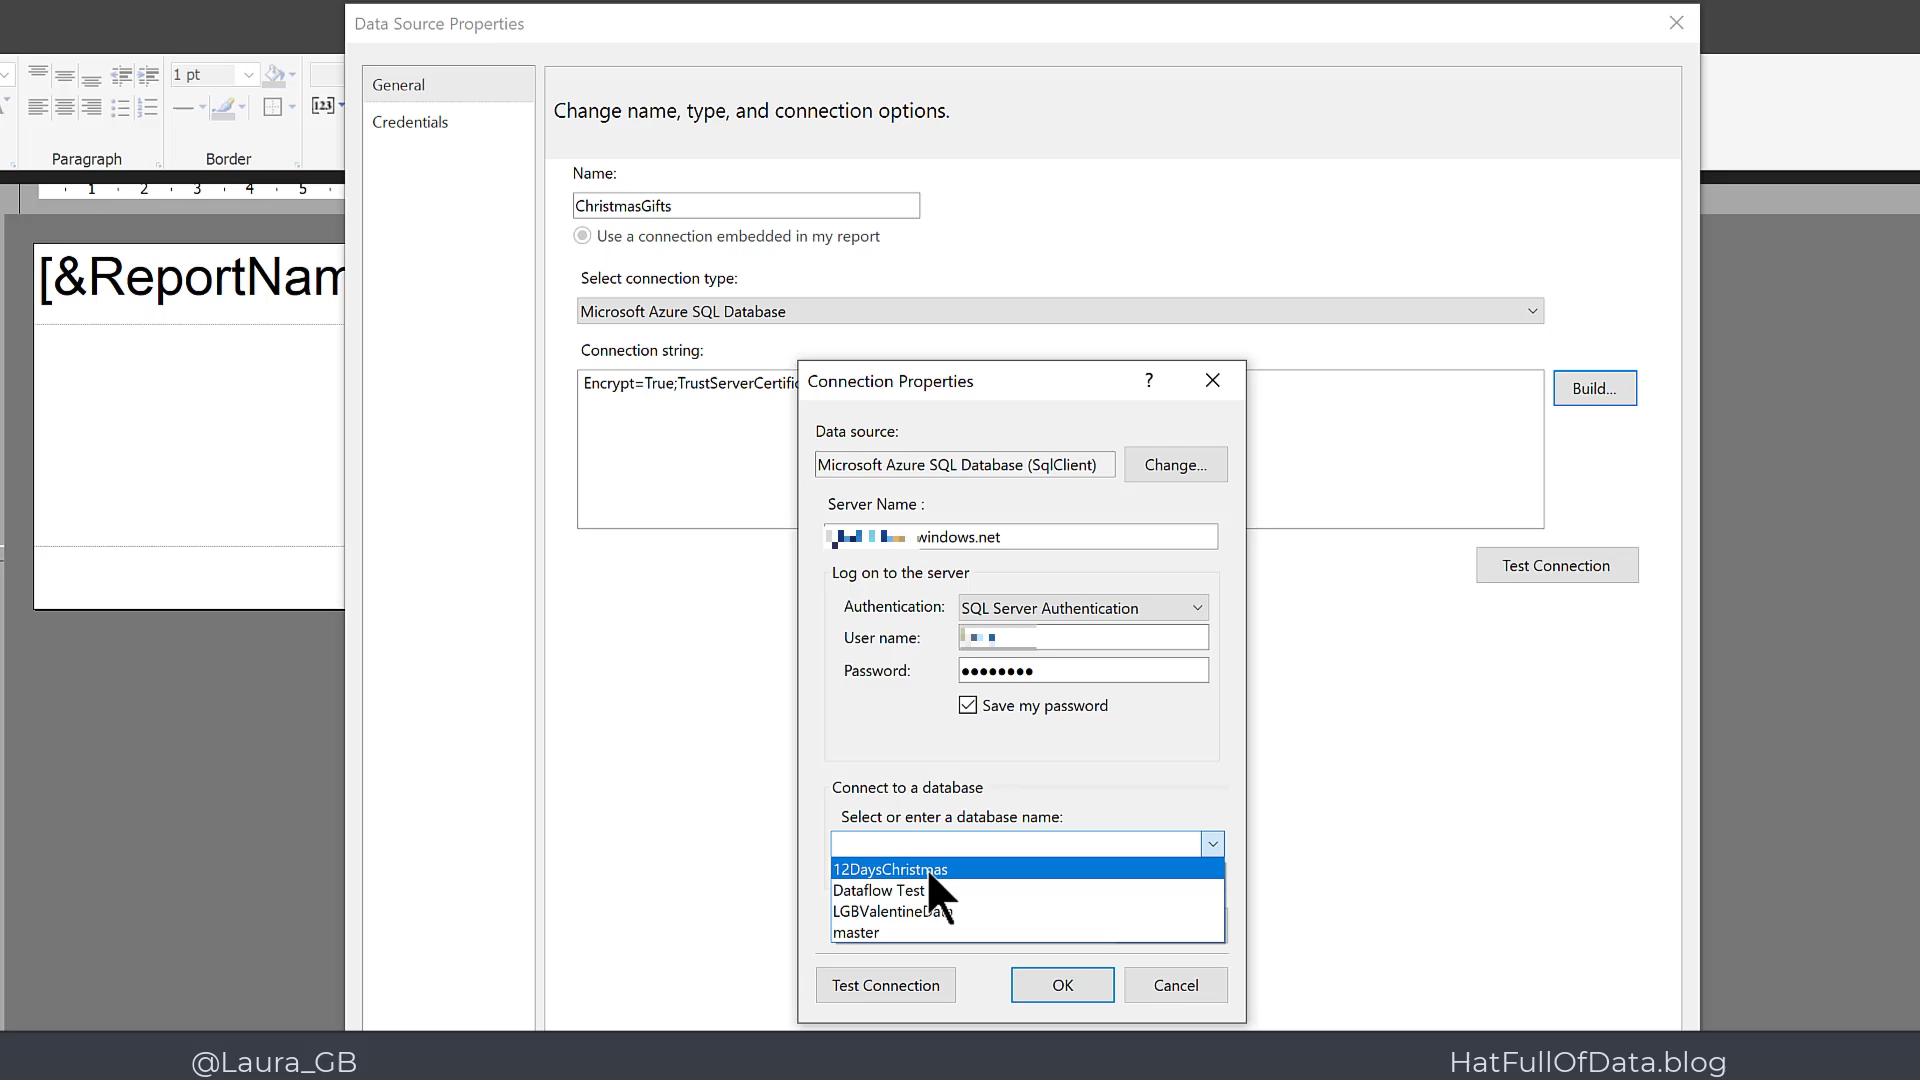 Data Source Properties
1 pt
[123]
Paragraph
Border
1 2 3 4 5
[&ReportNam
General
Credentials
Change name, type, and connection options.
Name:
ChristmasGifts
Use a connection embedded in my report
Select connection type:
Microsoft Azure SQL Database
Connection string:
Encrypt=True;TrustServerCertific
Build...
Test Connection
Connection Properties
?
Data source:
Microsoft Azure SQL Database (SqlClient)
Change...
Server Name :
windows.net
Log on to the server
Authentication:
SQL Server Authentication
User name:
Password:
●●●●●●●●
Save my password
Connect to a database
Select or enter a database name:
12DaysChristmas
Dataflow Test
LGBValentineData
master
Test Connection
OK
Cancel
@Laura_GB
HatFullOfData.blog